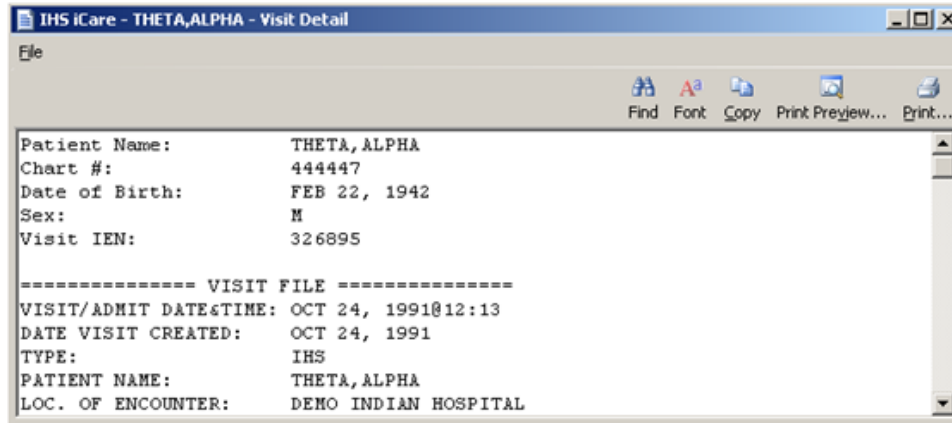 IHS iCare - THETA,ALPHA - Visit Detail
File
Find Font Copy Print Preview... Print...
Patient Name: THETA,ALPHA
Chart #: 444447
Date of Birth: FEB 22, 1942
Sex: M
Visit IEN: 326895
=============== VISIT FILE ===============
VISIT/ADMIT DATE&TIME: OCT 24, 1991@12:13
DATE VISIT CREATED: OCT 24, 1991
TYPE: IHS
PATIENT NAME: THETA,ALPHA
LOC. OF ENCOUNTER: DEMO INDIAN HOSPITAL